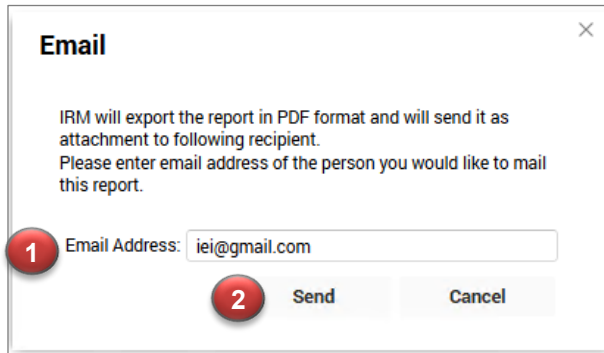 Email
IRM will export the report in PDF format and will send it as
attachment to following recipient.
Please enter email address of the person you would like to mail
this report.
1 Email Address: iei@gmail.com
2 Send Cancel